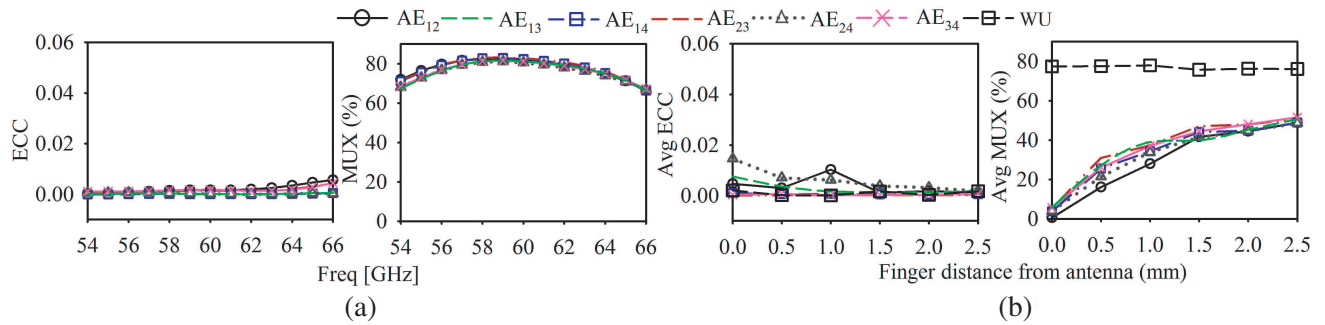 AE12 AE13 AE14 AE23 AE24 AE34 WU
0.06 0.04 0.02 0.00
ECC
54 56 58 60 62 64 66
80 60 40 20 0
MUX (%)
54 56 58 60 62 64 66
Freq [GHz]
(a)
0.06 0.04 0.02 0.00
Avg ECC
0.0 0.5 1.0 1.5 2.0 2.5
80 60 40 20 0
Avg MUX (%)
0.0 0.5 1.0 1.5 2.0 2.5
Finger distance from antenna (mm)
(b)